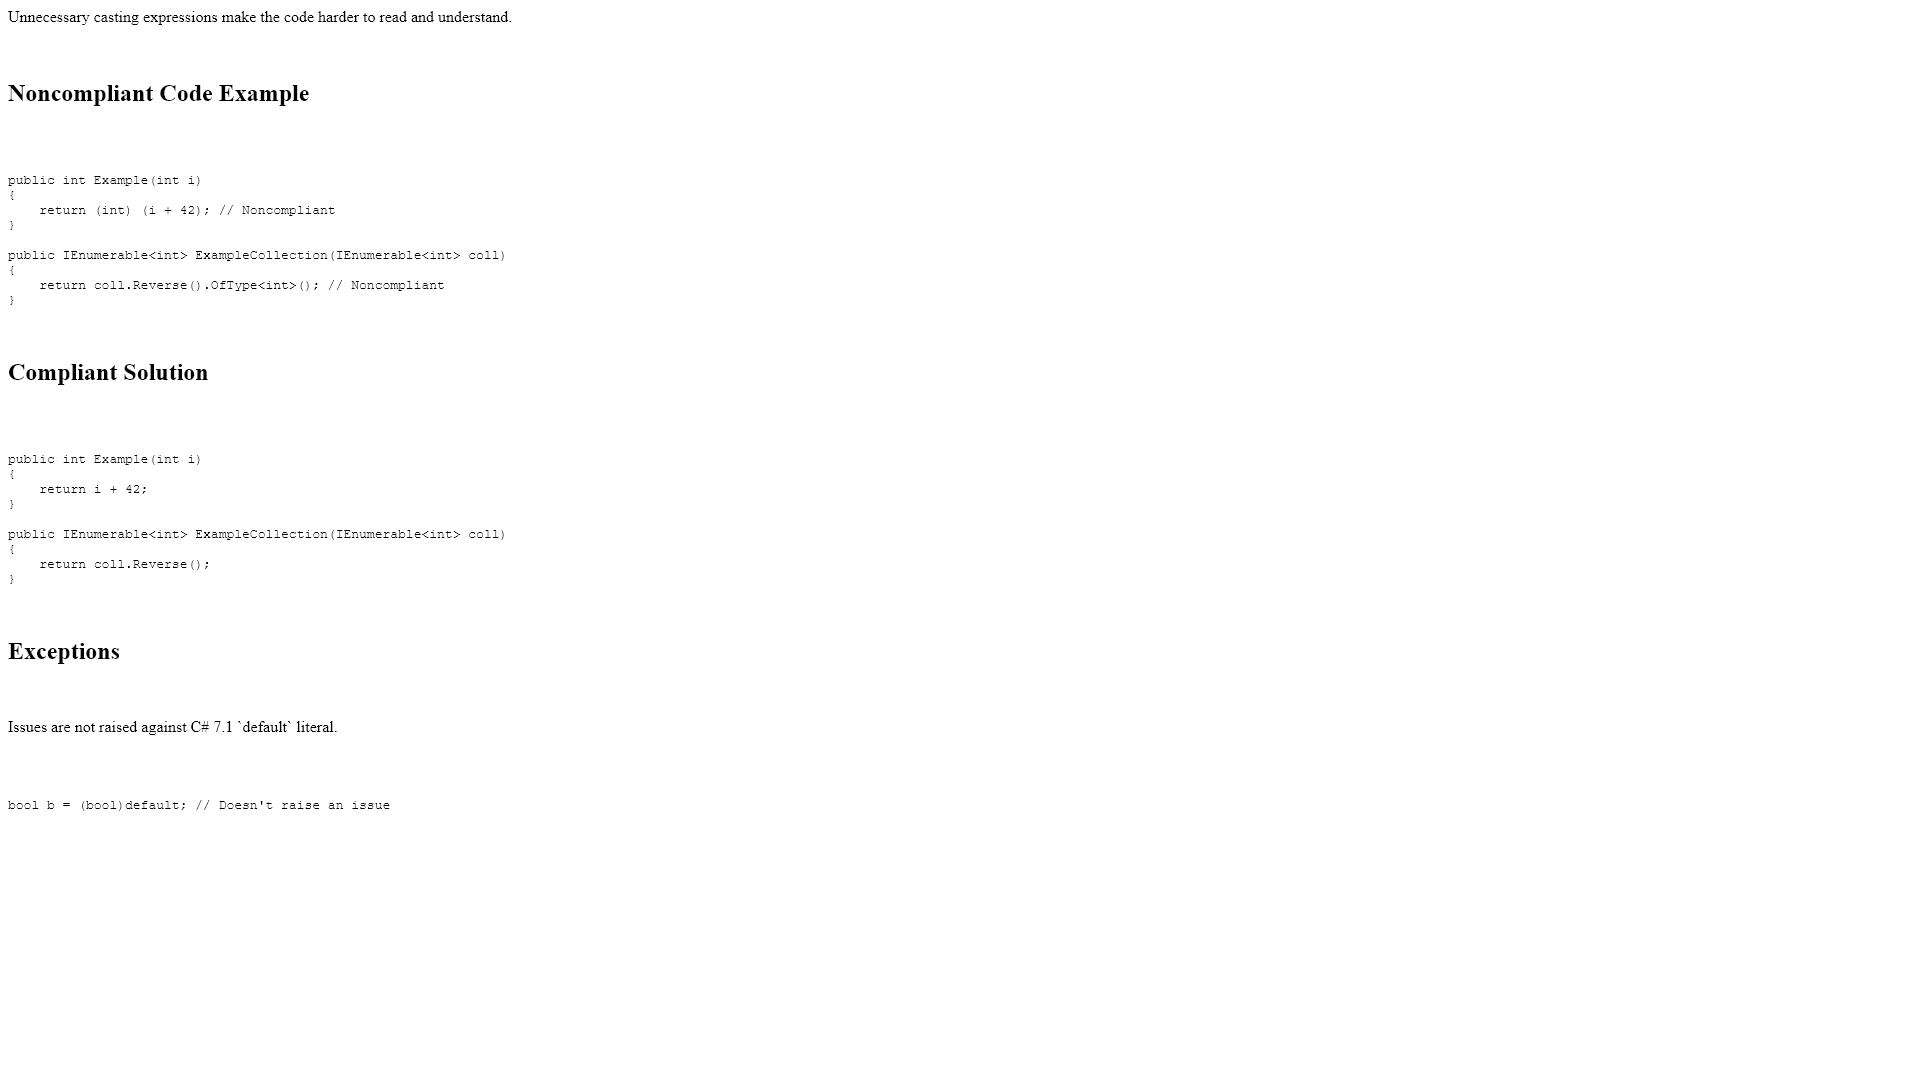 Unnecessary casting expressions make the code harder to read and understand.
Noncompliant Code Example
public int Example(int i)
{
    return (int) (i + 42); // Noncompliant
}
public IEnumerable<int> ExampleCollection(IEnumerable<int> coll)
{
    return coll.Reverse().OfType<int>(); // Noncompliant
}
Compliant Solution
public int Example(int i)
{
    return i + 42;
}
public IEnumerable<int> ExampleCollection(IEnumerable<int> coll)
{
    return coll.Reverse();
}
Exceptions
Issues are not raised against C# 7.1 `default` literal.
bool b = (bool)default; // Doesn't raise an issue